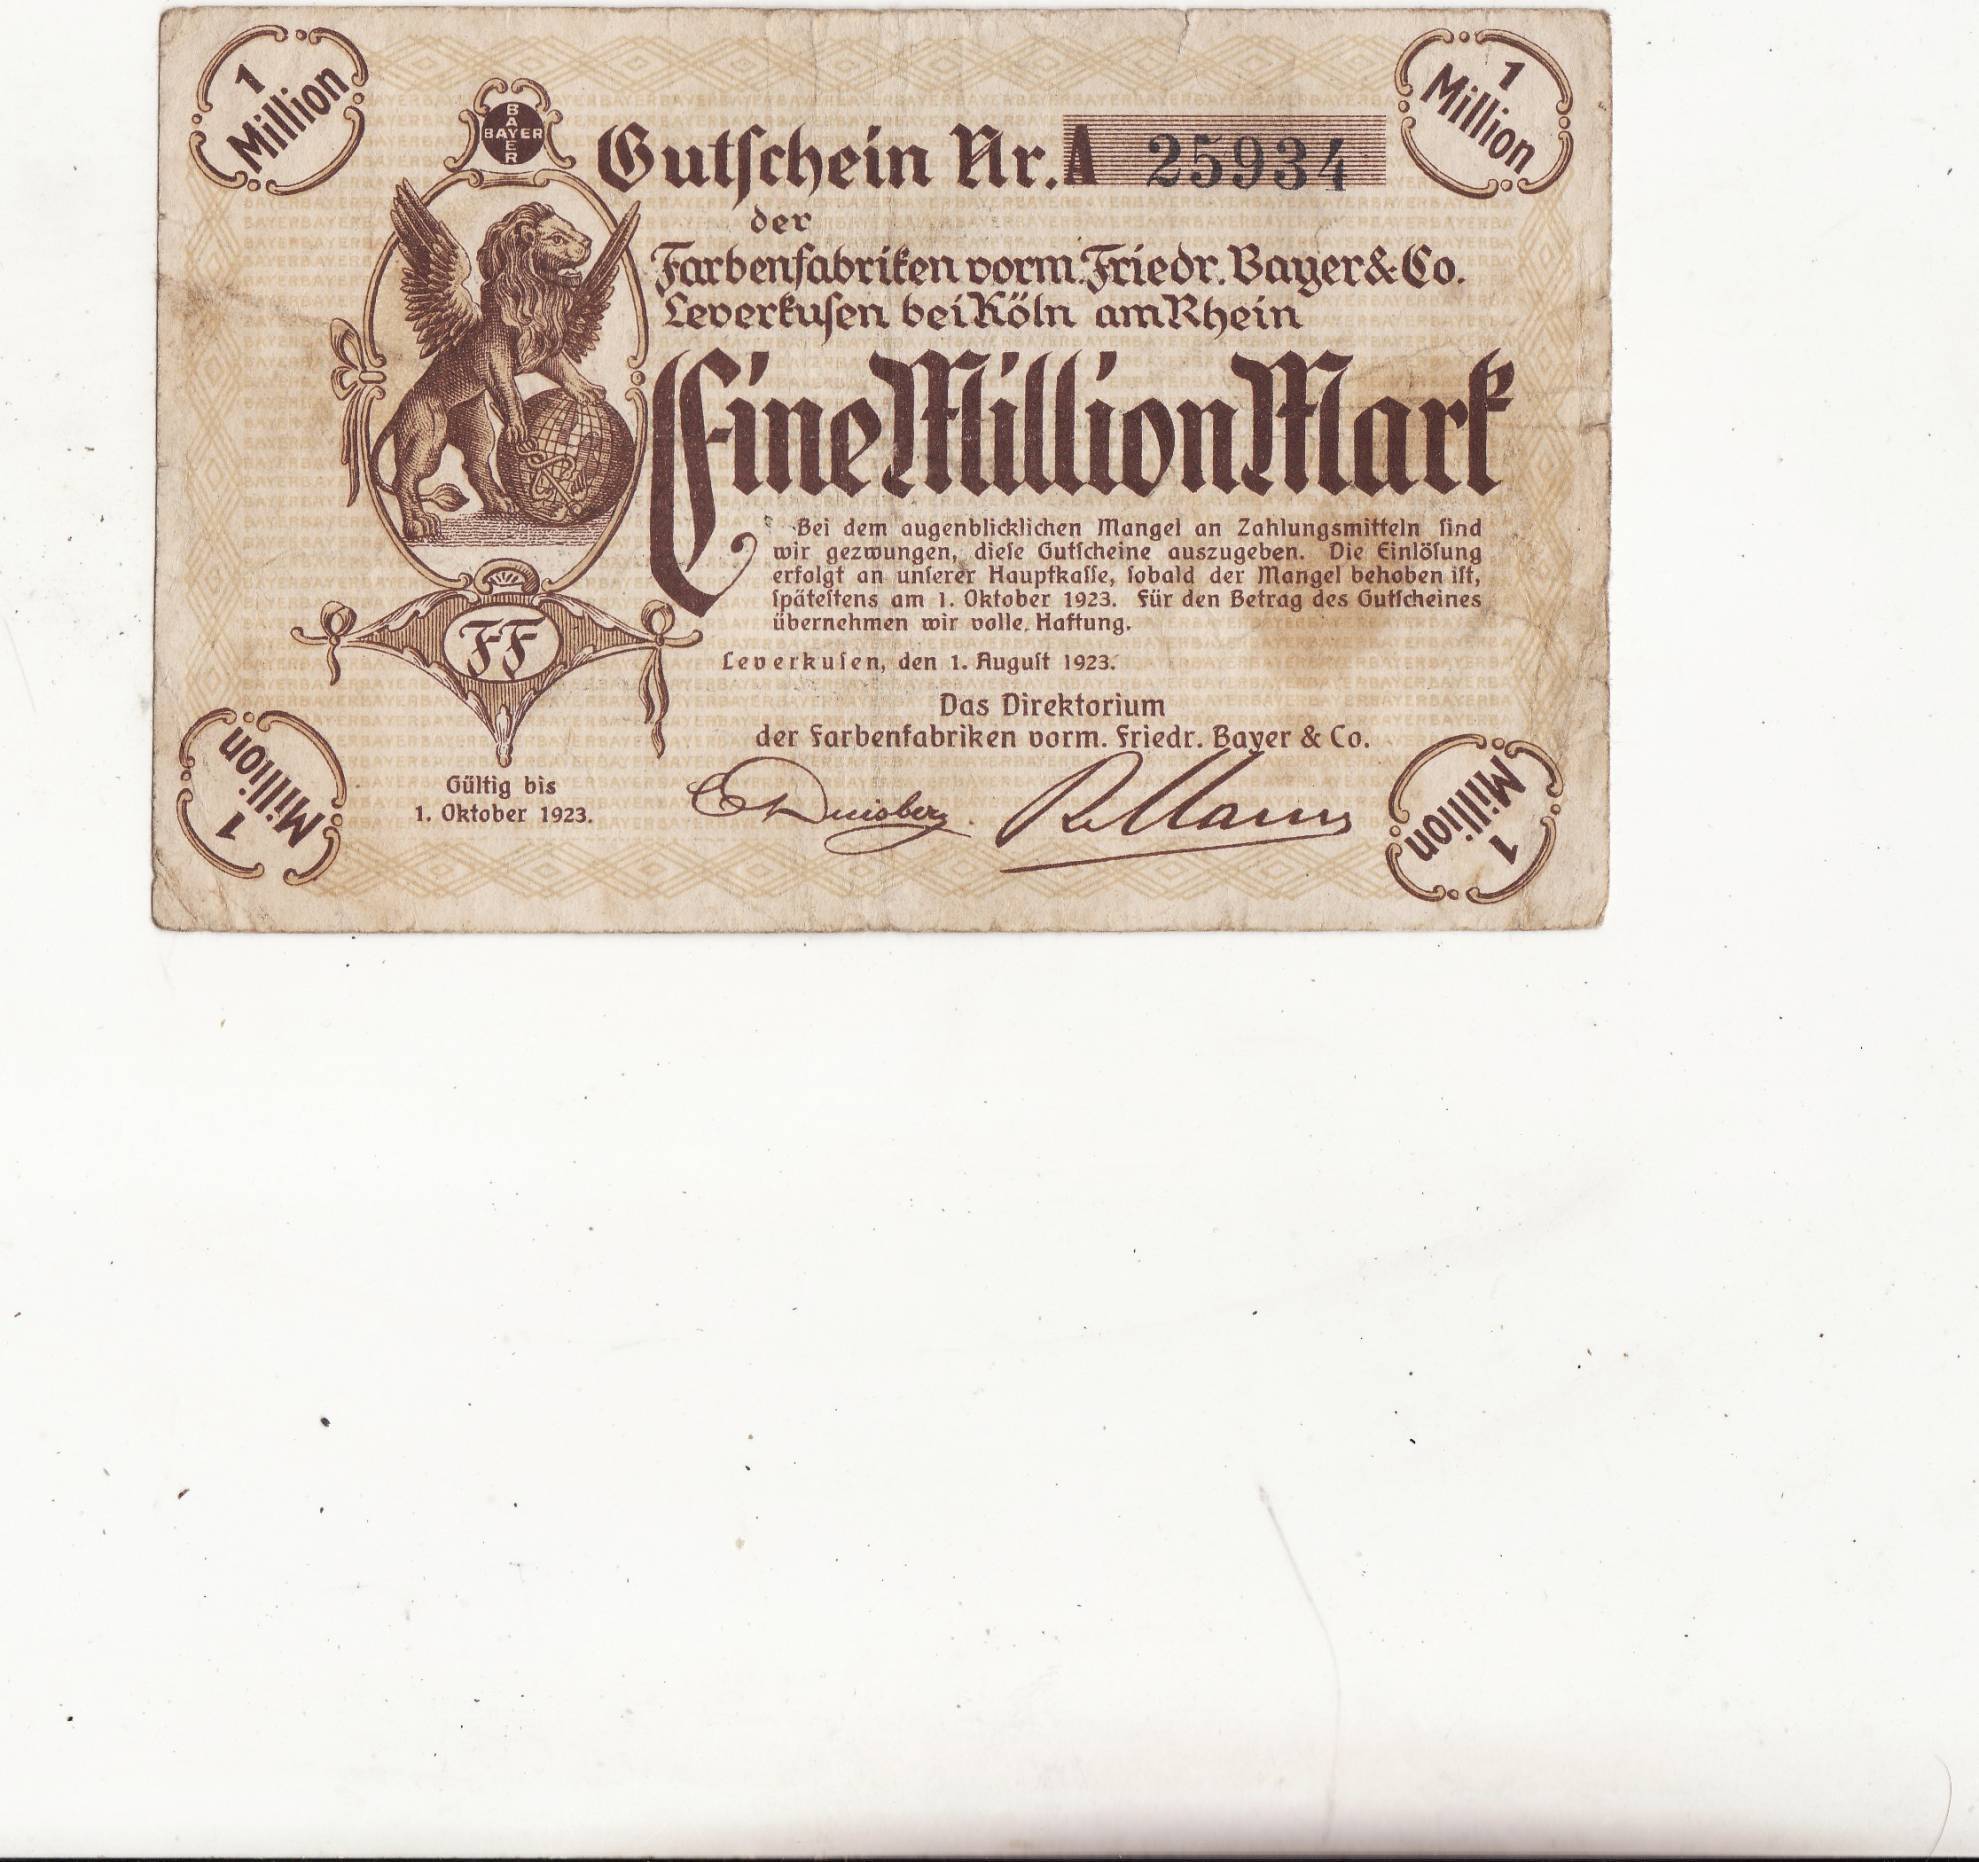 1
Million
1
Million
BAYER
BAYER
Gutſchein Nr. A 25934
der
Farbenfabriken vorm. Friedr. Bayer & Co.
Leverkuſen bei Köln am Rhein
Eine Million Mark
Bei dem augenblicklichen Mangel an Zahlungsmitteln ſind
wir gezwungen, dieſe Gutſcheine auszugeben. Die Einlöſung
erfolgt an unſerer Hauptkaſſe, ſobald der Mangel behoben iſt,
ſpäteſtens am 1. Oktober 1923. Für den Betrag des Gutſcheines
übernehmen wir volle Haftung.
FF
Leverkuſen, den 1. Auguſt 1923.
Das Direktorium
der Farbenfabriken vorm. Friedr. Bayer & Co.
Gültig bis
1. Oktober 1923.
C Duisberg R Mann
1
Million
1
Million